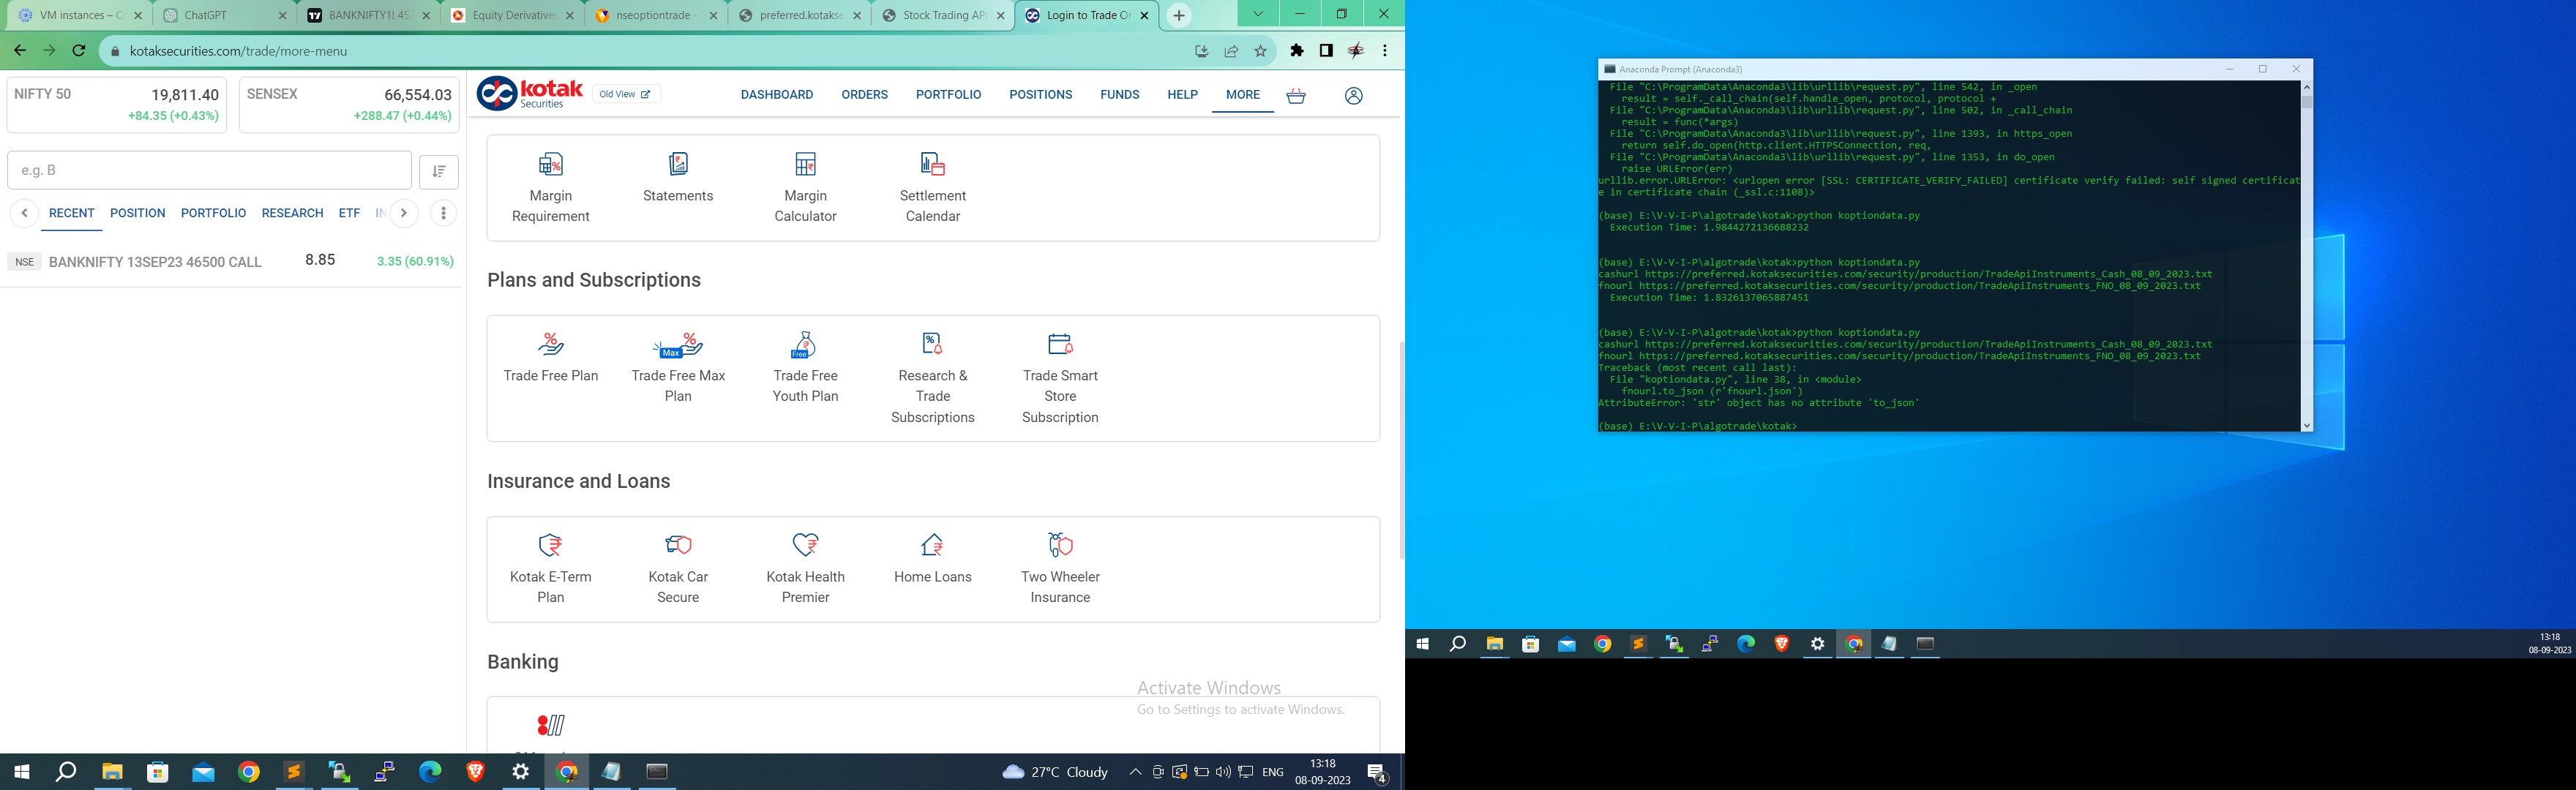 VM instances – C
ChatGPT
BANKNIFTY1! 45
Equity Derivative
nseoptiontrade -
preferred.kotakse
Stock Trading AP
Login to Trade On
kotaksecurities.com/trade/more-menu
NIFTY 50
19,811.40
+84.35 (+0.43%)
SENSEX
66,554.03
+288.47 (+0.44%)
e.g. B
RECENT POSITION PORTFOLIO RESEARCH ETF IN
NSE BANKNIFTY 13SEP23 46500 CALL 8.85 3.35 (60.91%)
kotak
Securities
Old View
DASHBOARD ORDERS PORTFOLIO POSITIONS FUNDS HELP MORE
Margin
Requirement
Statements
Margin
Calculator
Settlement
Calendar
Plans and Subscriptions
Max
Free
Trade Free Plan
Trade Free Max
Plan
Trade Free
Youth Plan
Research &
Trade
Subscriptions
Trade Smart
Store
Subscription
Insurance and Loans
Kotak E-Term
Plan
Kotak Car
Secure
Kotak Health
Premier
Home Loans
Two Wheeler
Insurance
Banking
811
Activate Windows
Go to Settings to activate Windows.
27°C Cloudy
ENG
13:18
08-09-2023
4
Anaconda Prompt (Anaconda3)
File "C:\ProgramData\Anaconda3\lib\urllib\request.py", line 542, in _open
result = self._call_chain(self.handle_open, protocol, protocol +
File "C:\ProgramData\Anaconda3\lib\urllib\request.py", line 502, in _call_chain
result = func(*args)
File "C:\ProgramData\Anaconda3\lib\urllib\request.py", line 1393, in https_open
return self.do_open(http.client.HTTPSConnection, req,
File "C:\ProgramData\Anaconda3\lib\urllib\request.py", line 1353, in do_open
raise URLError(err)
urllib.error.URLError: <urlopen error [SSL: CERTIFICATE_VERIFY_FAILED] certificate verify failed: self signed certificat
e in certificate chain (_ssl.c:1108)>
(base) E:\V-V-I-P\algotrade\kotak>python koptiondata.py
Execution Time: 1.9844272136688232
(base) E:\V-V-I-P\algotrade\kotak>python koptiondata.py
cashurl https://preferred.kotaksecurities.com/security/production/TradeApiInstruments_Cash_08_09_2023.txt
fnourl https://preferred.kotaksecurities.com/security/production/TradeApiInstruments_FNO_08_09_2023.txt
Execution Time: 1.8326137065887451
(base) E:\V-V-I-P\algotrade\kotak>python koptiondata.py
cashurl https://preferred.kotaksecurities.com/security/production/TradeApiInstruments_Cash_08_09_2023.txt
fnourl https://preferred.kotaksecurities.com/security/production/TradeApiInstruments_FNO_08_09_2023.txt
Traceback (most recent call last):
File "koptiondata.py", line 38, in <module>
fnourl.to_json (r'fnourl.json')
AttributeError: 'str' object has no attribute 'to_json'
(base) E:\V-V-I-P\algotrade\kotak>
13:18
08-09-2023